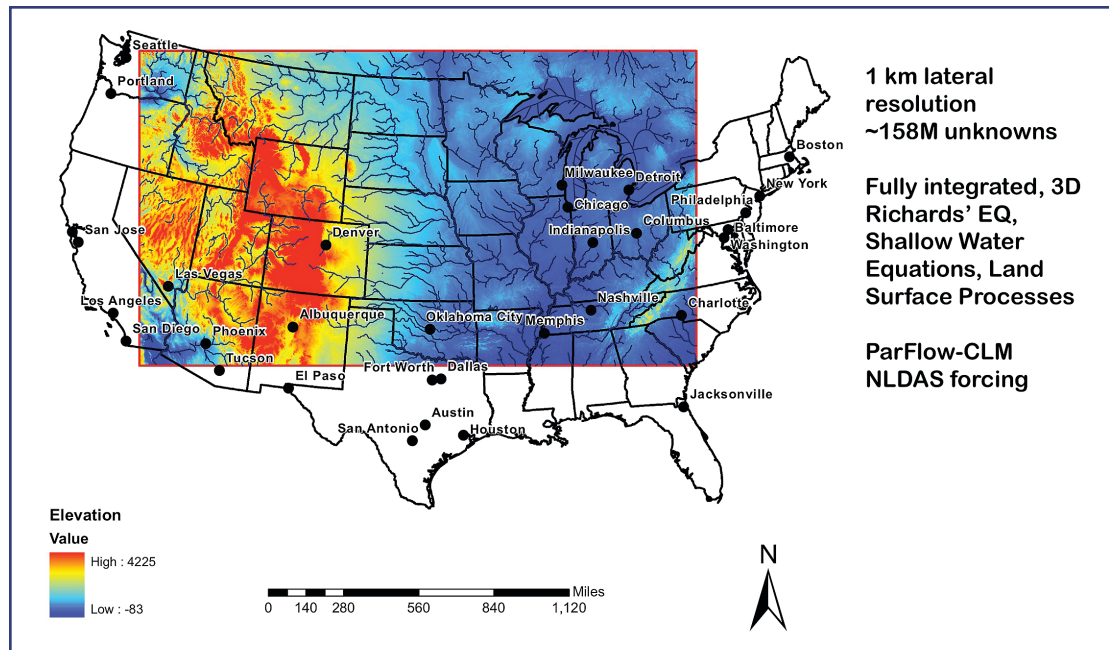 Seattle
Portland
Boston
Milwaukee
Detroit
New York
Philadelphia
Chicago
Columbus
Baltimore
Indianapolis
San Jose
Denver
Washington
Las Vegas
Nashville
Los Angeles
Charlotte
Albuquerque
Oklahoma City
Memphis
San Diego
Phoenix
Tucson
Fort Worth
Dallas
El Paso
Jacksonville
Austin
San Antonio
Houston
Elevation
Value
High : 4225
Low : -83
Miles
0 140 280 560 840 1,120
N
1 km lateral
resolution
~158M unknowns
Fully integrated, 3D
Richards’ EQ,
Shallow Water
Equations, Land
Surface Processes
ParFlow-CLM
NLDAS forcing